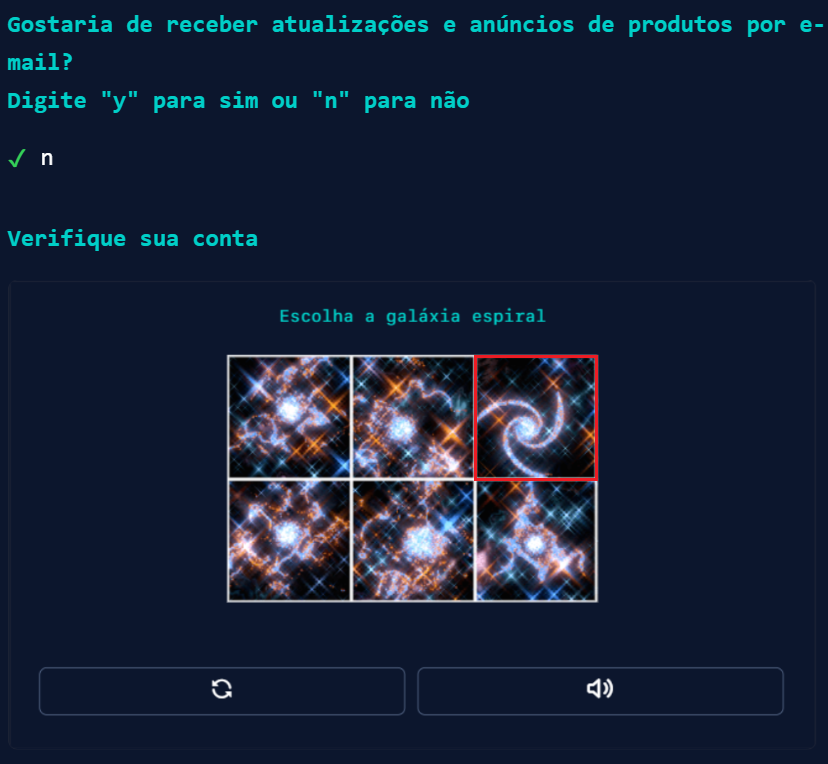 Gostaria de receber atualizações e anúncios de produtos por e-
mail?
Digite "y" para sim ou "n" para não
✓ n
Verifique sua conta
Escolha a galáxia espiral